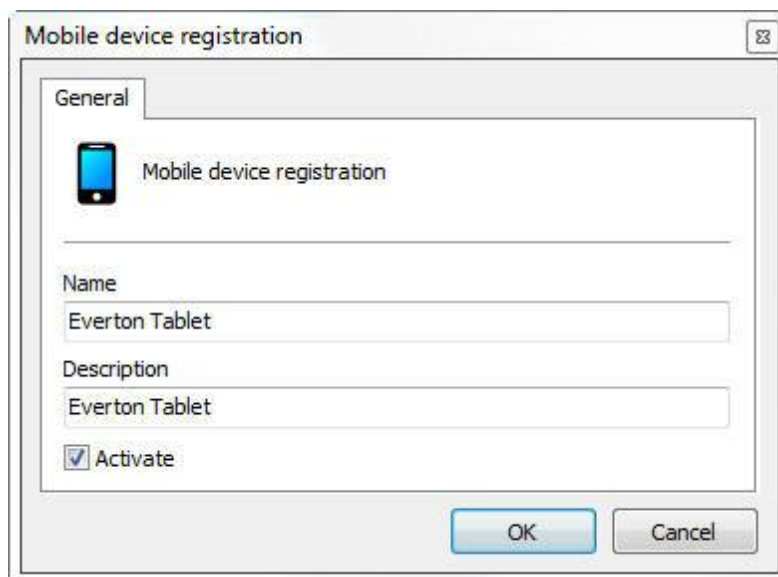 Mobile device registration
General
Mobile device registration
Name
Everton Tablet
Description
Everton Tablet
Activate
OK Cancel